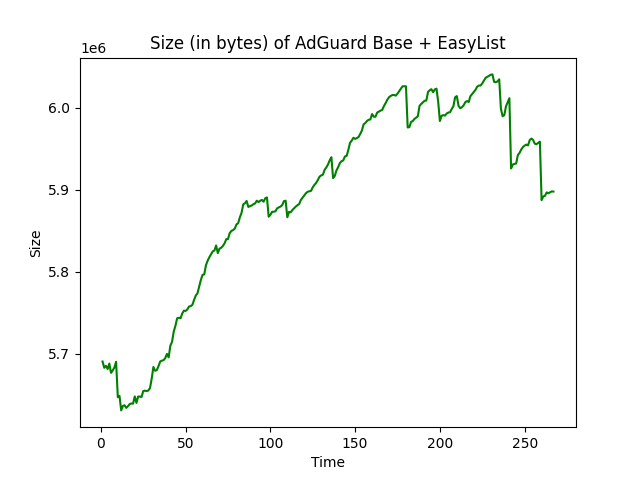 Size (in bytes) of AdGuard Base + EasyList
1e6
6.0
5.9
5.8
5.7
Size
0 50 100 150 200 250
Time